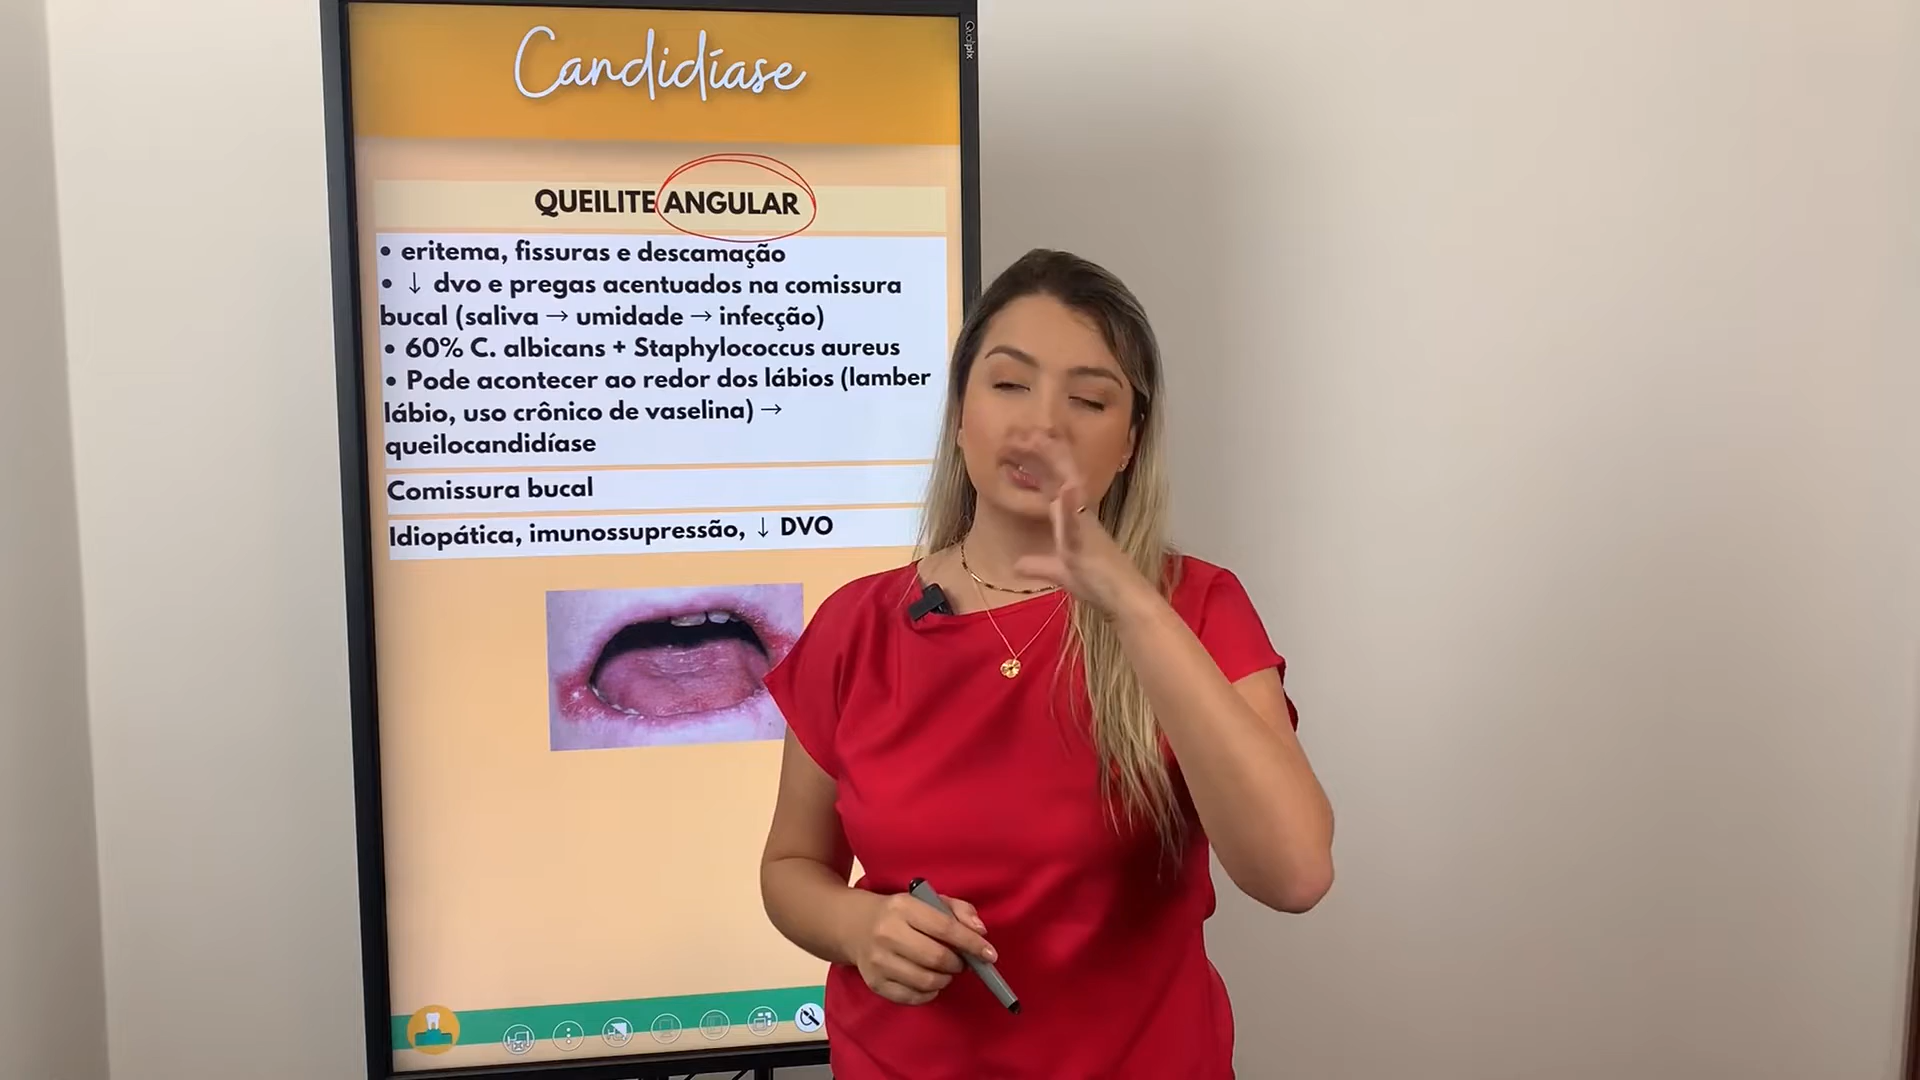 Candidíase
QUEILITE ANGULAR
• eritema, fissuras e descamação
• ↓ dvo e pregas acentuados na comissura
bucal (saliva → umidade → infecção)
• 60% C. albicans + Staphylococcus aureus
• Pode acontecer ao redor dos lábios (lamber
lábio, uso crônico de vaselina) →
queilocandidíase
Comissura bucal
Idiopática, imunossupressão, ↓ DVO
Qualpix